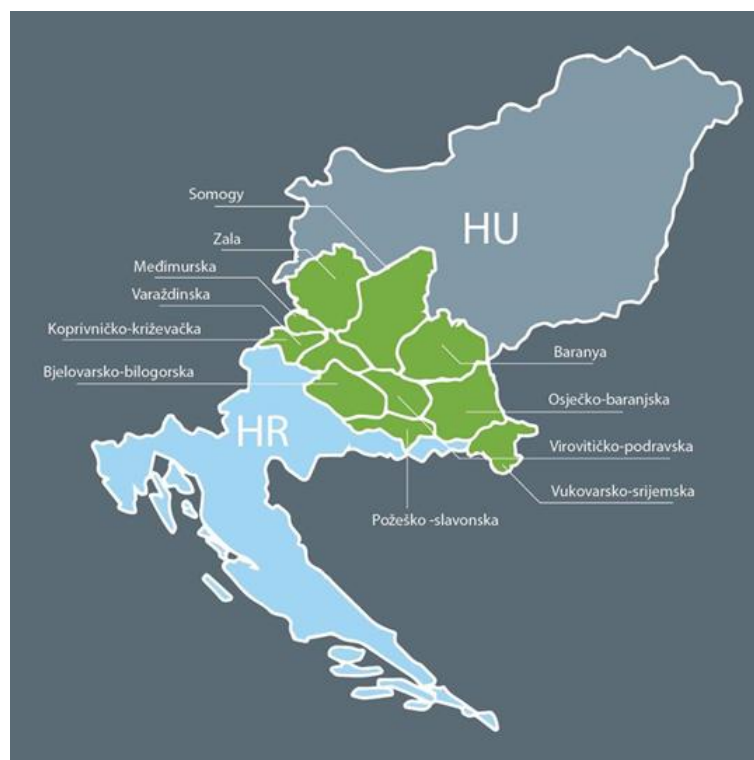 Somogy
HU
Zala
Međimurska
Varaždinska
Koprivničko-križevačka
Baranya
Bjelovarsko-bilogorska
Osječko-baranjska
HR
Virovitičko-podravska
Vukovarsko-srijemska
Požeško -slavonska